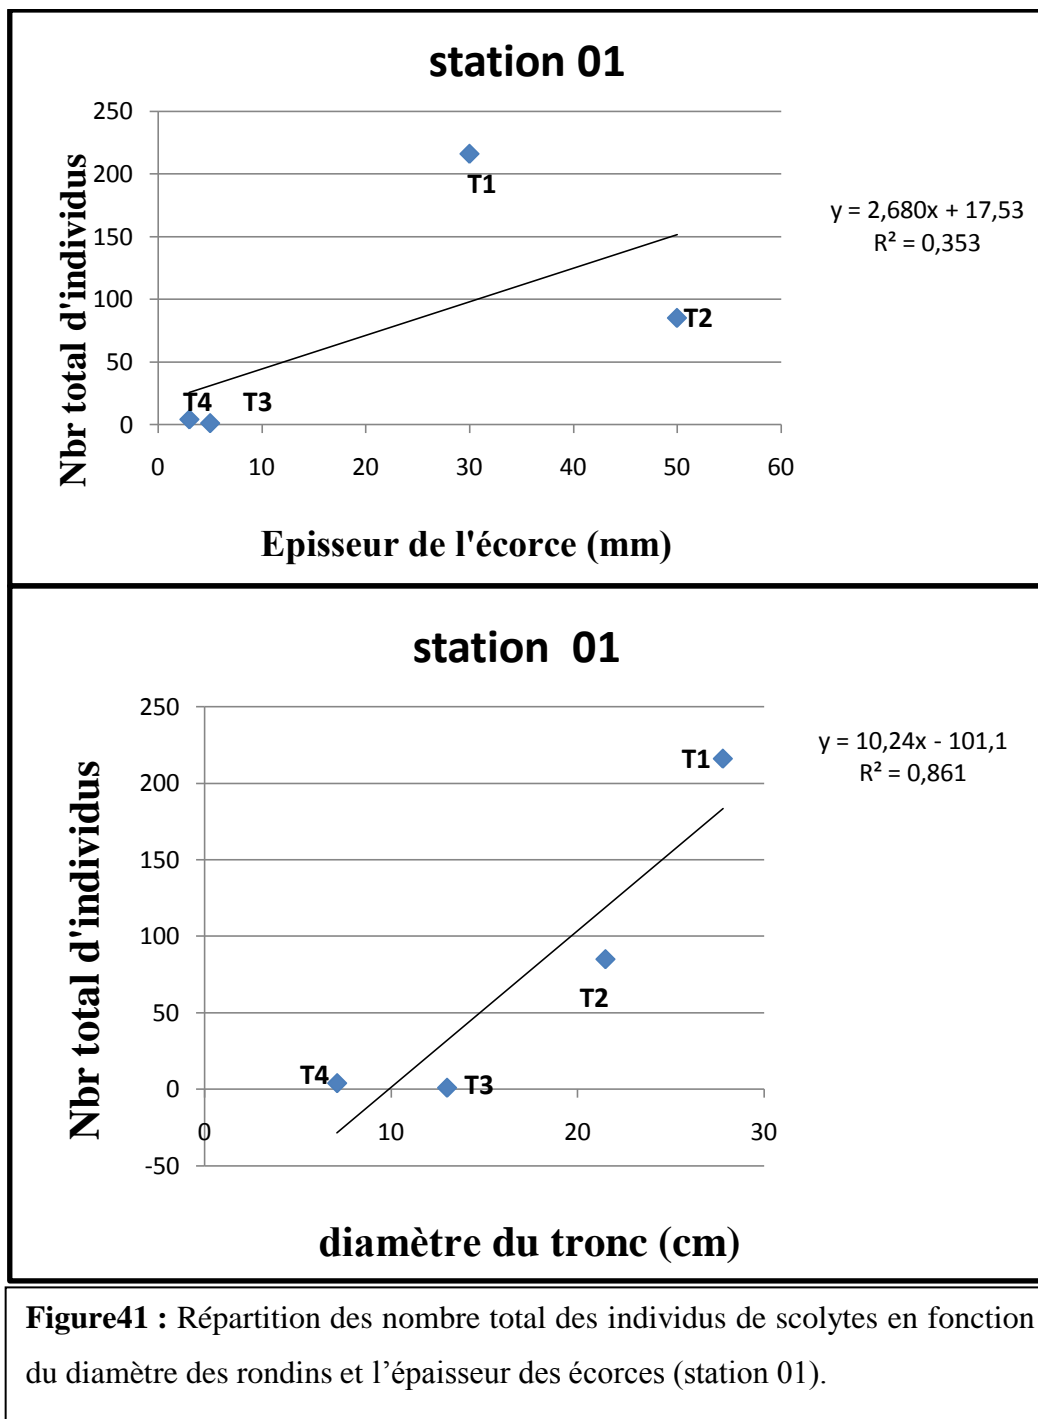 station 01
250
200
150
100
50
0
Nbr total d'individus
T1
T2
T4 T3
y = 2,680x + 17,53
R² = 0,353
0 10 20 30 40 50 60
Episseur de l'écorce (mm)
station 01
250
200
150
100
50
0
-50
Nbr total d'individus
T1
T2
T4
T3
y = 10,24x - 101,1
R² = 0,861
0 10 20 30
diamètre du tronc (cm)
Figure41 : Répartition des nombre total des individus de scolytes en fonction
du diamètre des rondins et l'épaisseur des écorces (station 01).